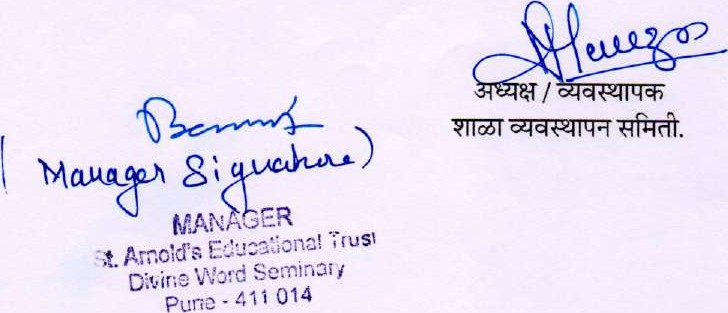 अध्यक्ष / व्यवस्थापक
शाळा व्यवस्थापन समिती.
(Manager Signature)
MANAGER
St. Arnold's Educational Trust
Divine Word Seminary
Pune - 411 014